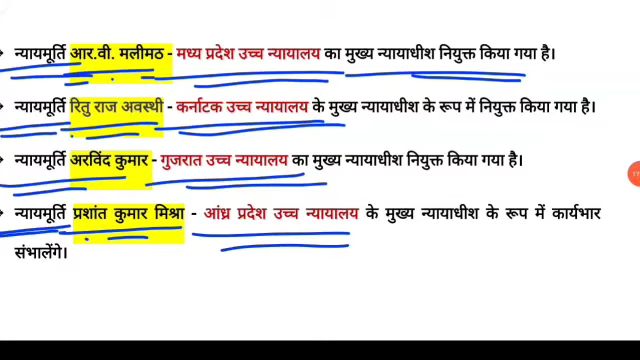 न्यायमूर्ति आर.वी. मलीमठ - मध्य प्रदेश उच्च न्यायालय का मुख्य न्यायाधीश नियुक्त किया गया है।
न्यायमूर्ति रितु राज अवस्थी - कर्नाटक उच्च न्यायालय के मुख्य न्यायाधीश के रूप में नियुक्त किया गया है।
न्यायमूर्ति अरविंद कुमार - गुजरात उच्च न्यायालय का मुख्य न्यायाधीश नियुक्त किया गया है।
न्यायमूर्ति प्रशांत कुमार मिश्रा - आंध्र प्रदेश उच्च न्यायालय के मुख्य न्यायाधीश के रूप में कार्यभार
संभालेंगे।